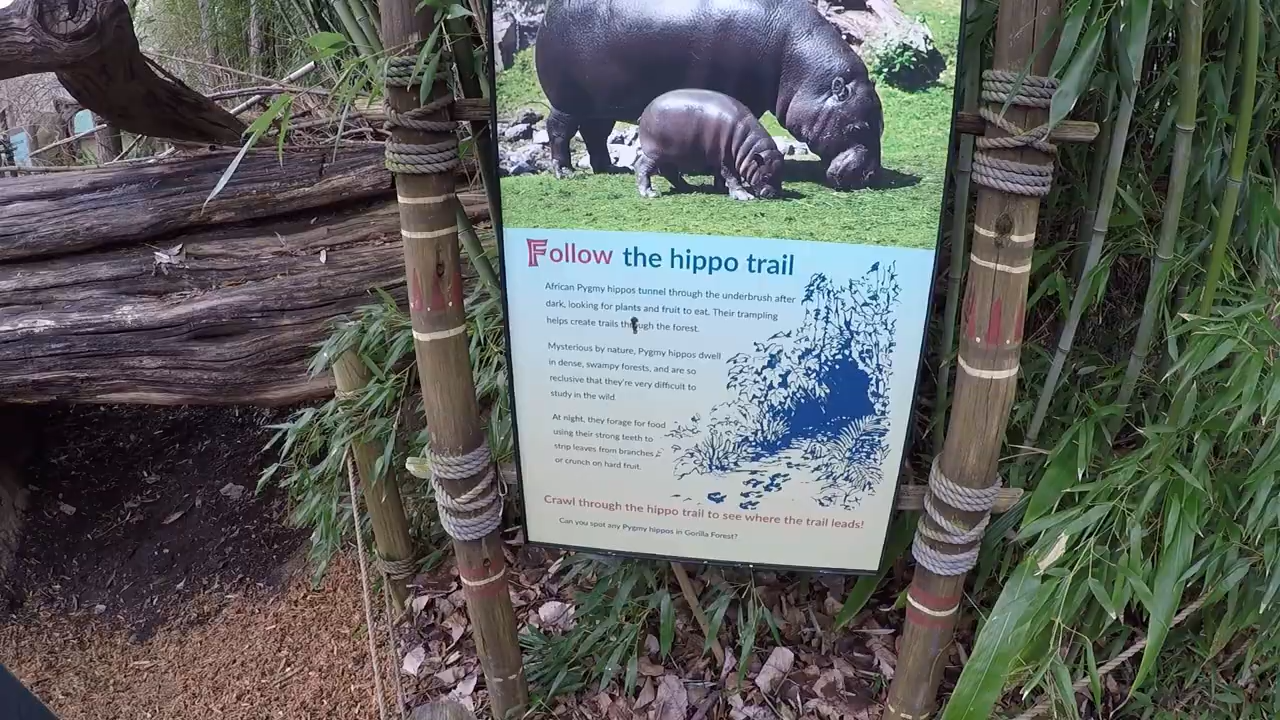 Follow the hippo trail
African Pygmy hippos tunnel through the underbrush after
dark, looking for plants and fruit to eat. Their trampling
helps create trails through the forest.
Mysterious by nature, Pygmy hippos dwell
in dense, swampy forests, and are so
reclusive that they're very difficult to
study in the wild.
At night, they forage for food
using their strong teeth to
strip leaves from branches
or crunch on hard fruit.
Crawl through the hippo trail to see where the trail leads!
Can you spot any Pygmy hippos in Gorilla Forest?